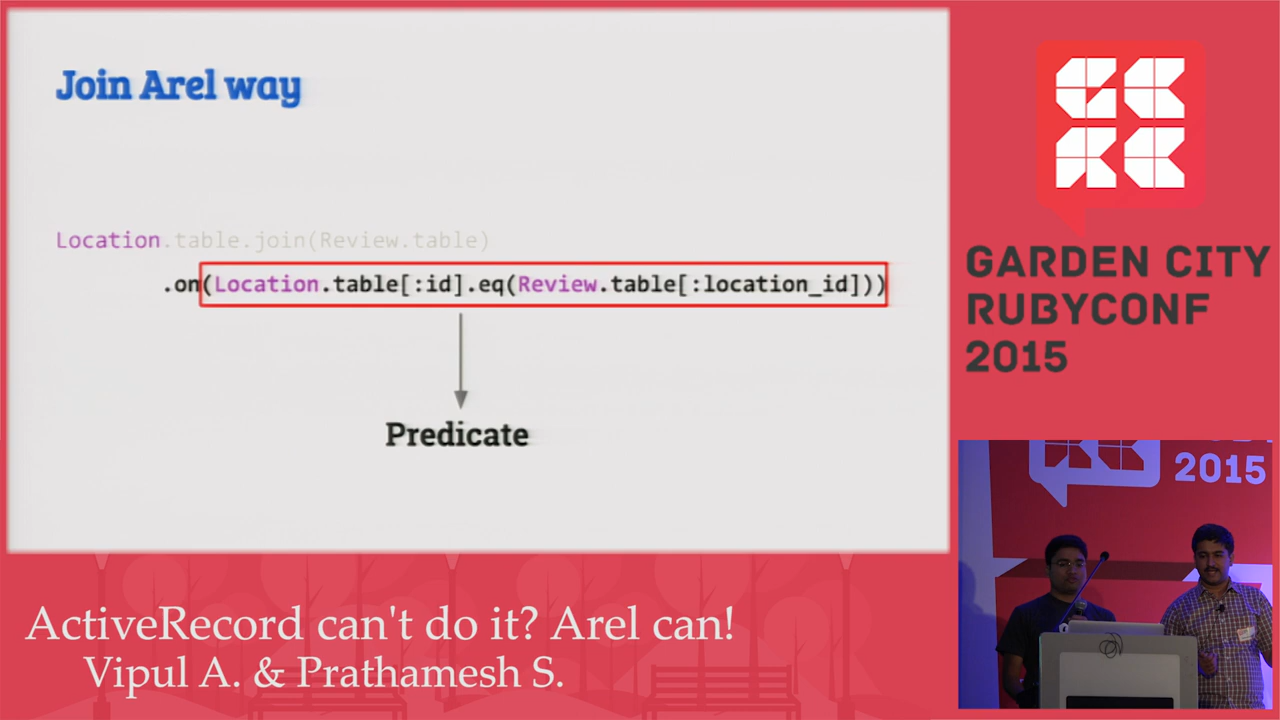 Join Arel way
Location.table.join(Review.table)
.on(Location.table[:id].eq(Review.table[:location_id]))
Predicate
GARDEN CITY
RUBYCONF
2015
2015
ActiveRecord can't do it? Arel can!
Vipul A. & Prathamesh S.